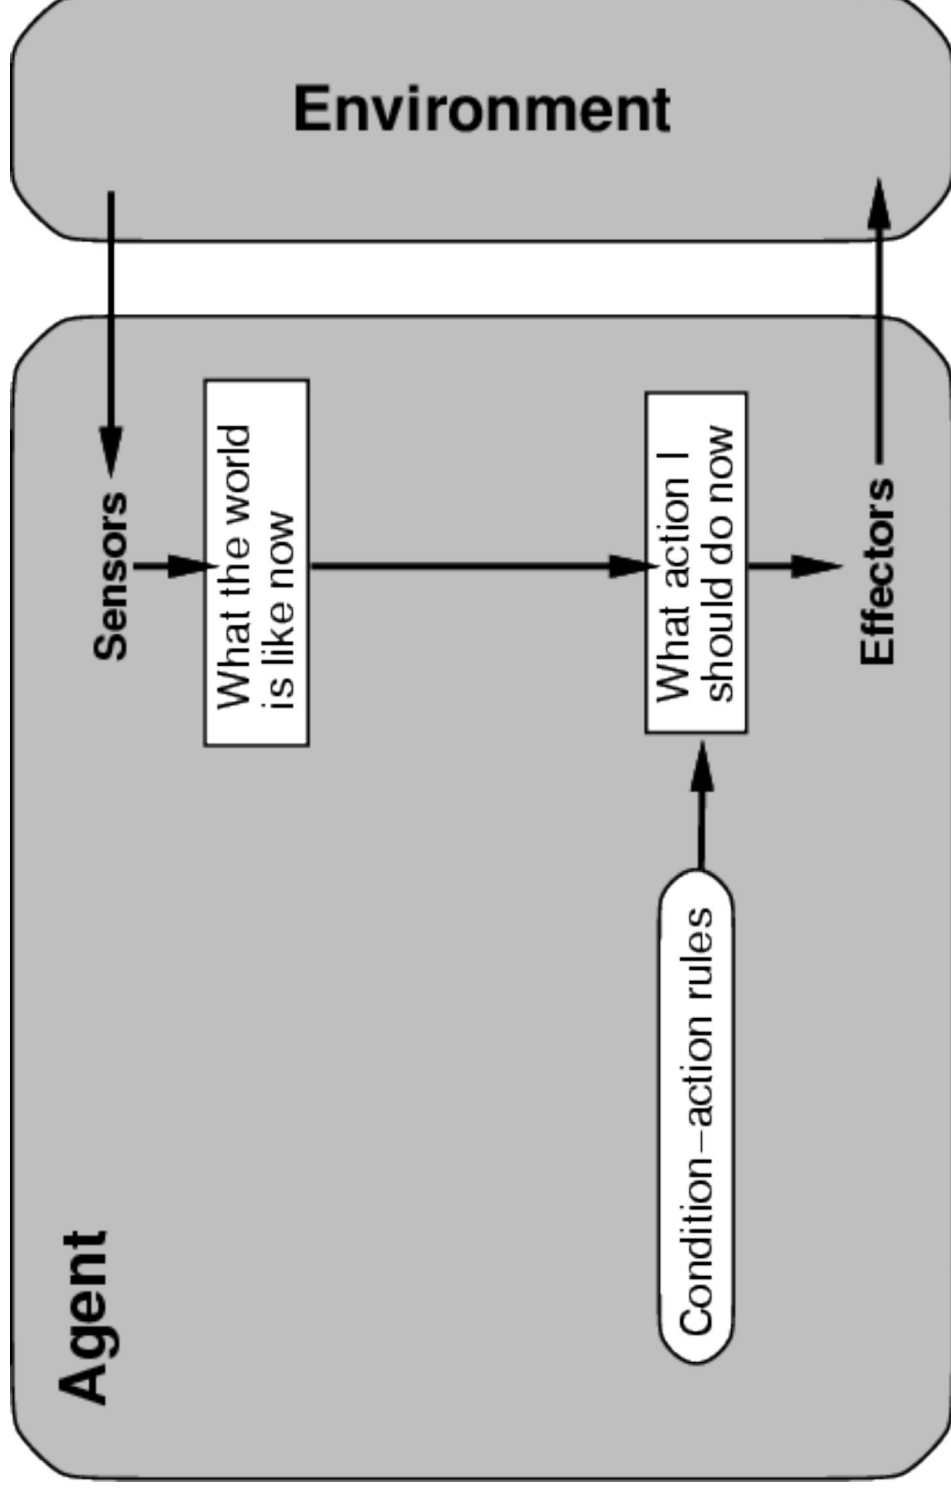 Agent
Sensors
What the world
is like now
Condition–action rules
What action I
should do now
Effectors
Environment